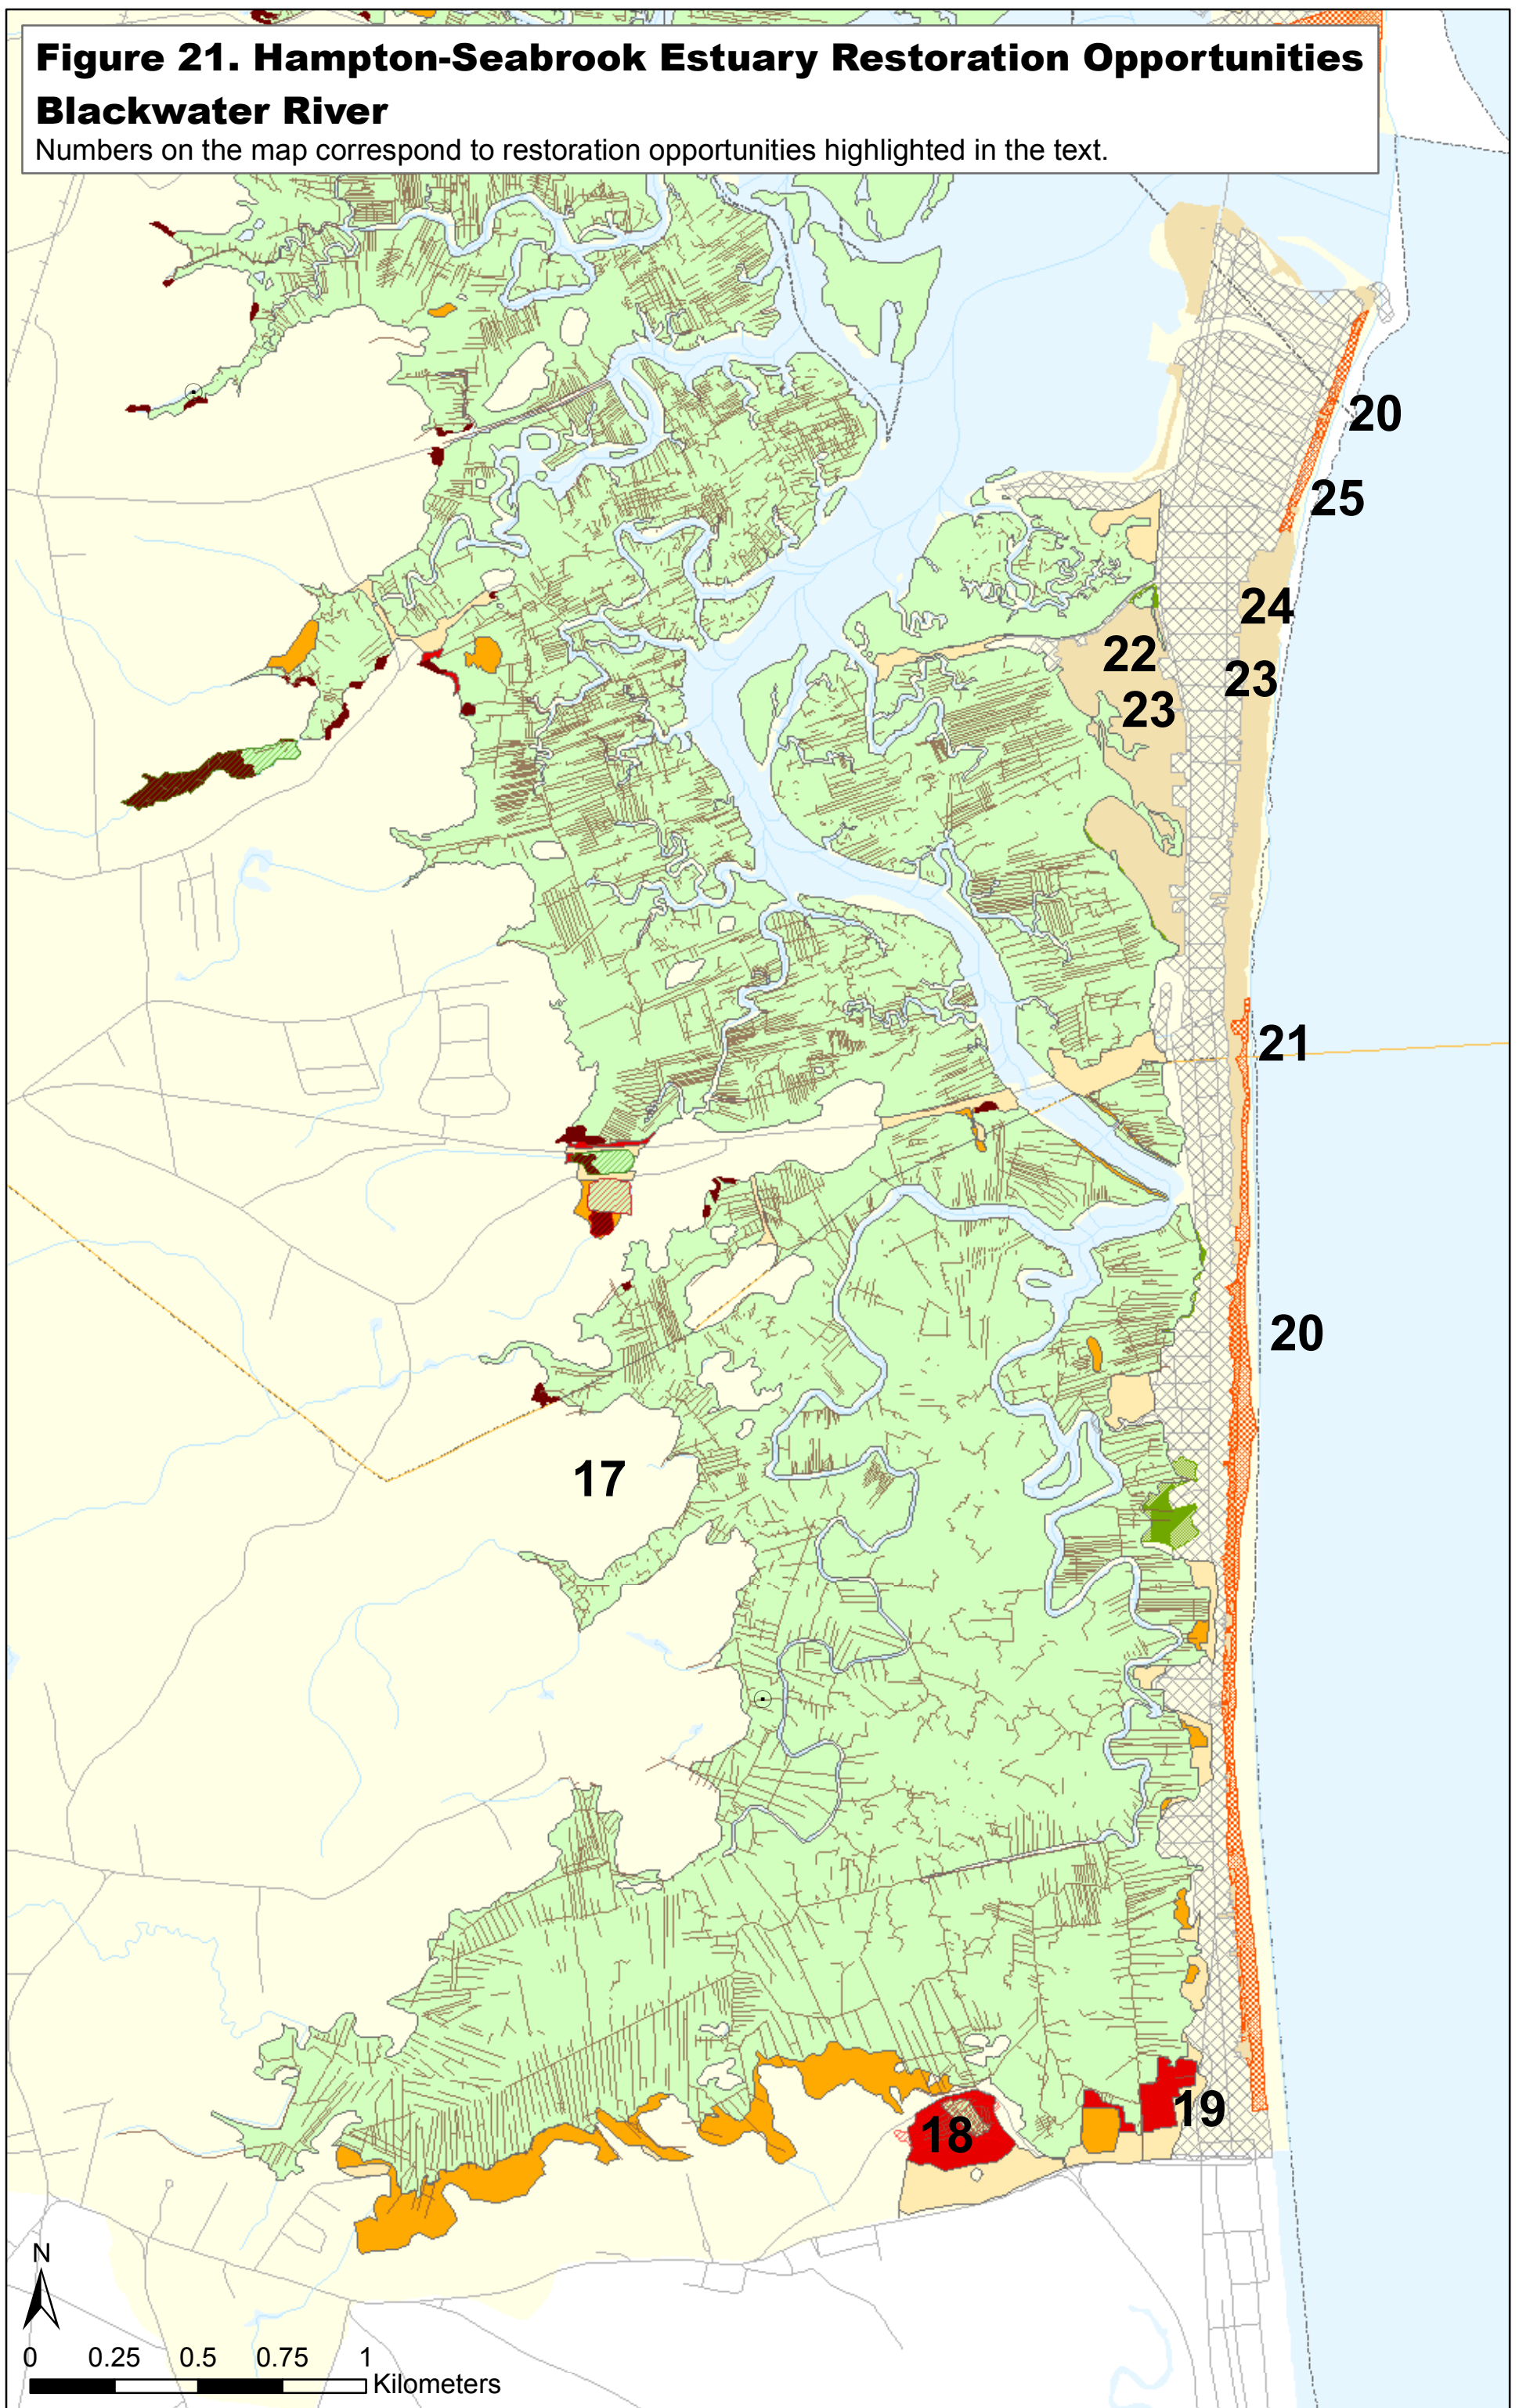 Figure 21. Hampton-Seabrook Estuary Restoration Opportunities
Blackwater River
Numbers on the map correspond to restoration opportunities highlighted in the text.
20
25
24
22
23
23
21
20
17
19
18
N
0 0.25 0.5 0.75 1
Kilometers